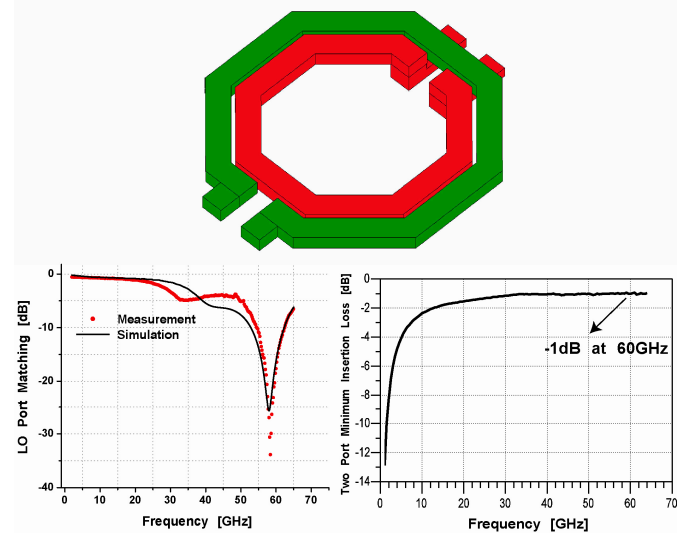 LO Port Matching [dB]
0
-10
-20
-30
-40
Measurement
Simulation
0 10 20 30 40 50 60 70
Frequency [GHz]
Two Port Minimum Insertion Loss [dB]
0
-2
-4
-6
-8
-10
-12
-14
-1dB at 60GHz
0 10 20 30 40 50 60 70
Frequency [GHz]